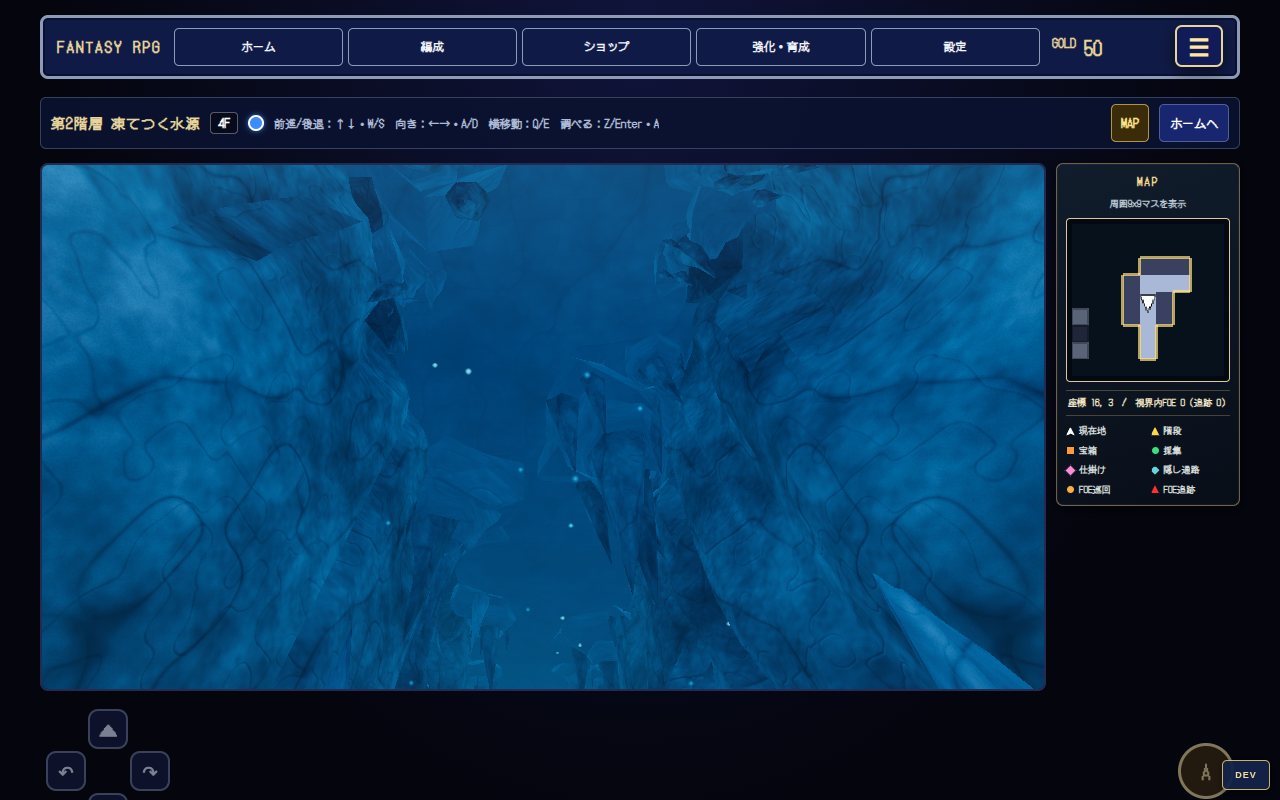 FANTASY RPG ホーム 編成 ショップ 強化・育成 設定 GOLD 50
第2階層 凍てつく水源 4F 前進/後退：↑↓・W/S 向き：←→・A/D 横移動：Q/E 調べる：Z/Enter・A MAP ホームへ
MAP
周囲9x9マスを表示
座標 16, 3 / 視界内FOE 0 (追跡 0)
現在地 階段
宝箱 採集
仕掛け 隠し通路
FOE巡回 FOE追跡
A DEV